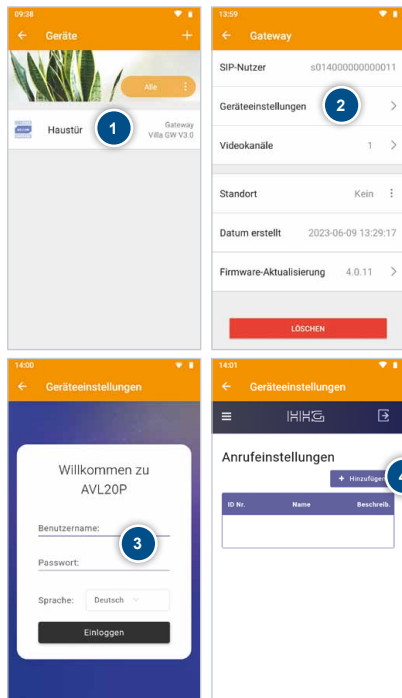 09:38
Geräte
Alle
Haustür
1
Gateway
Villa GW V3.0
13:59
Gateway
SIP-Nutzer s014000000000011
Geräteeinstellungen 2
Videokanäle 1
Standort Kein
Datum erstellt 2023-06-09 13:29:17
Firmware-Aktualisierung 4.0.11
LÖSCHEN
14:00
Geräteeinstellungen
Willkommen zu
AVL20P
Benutzername:
3
Passwort:
Sprache: Deutsch
Einloggen
14:01
Geräteeinstellungen
Anrufeinstellungen
+ Hinzufügen
4
ID Nr. Name Beschreib.